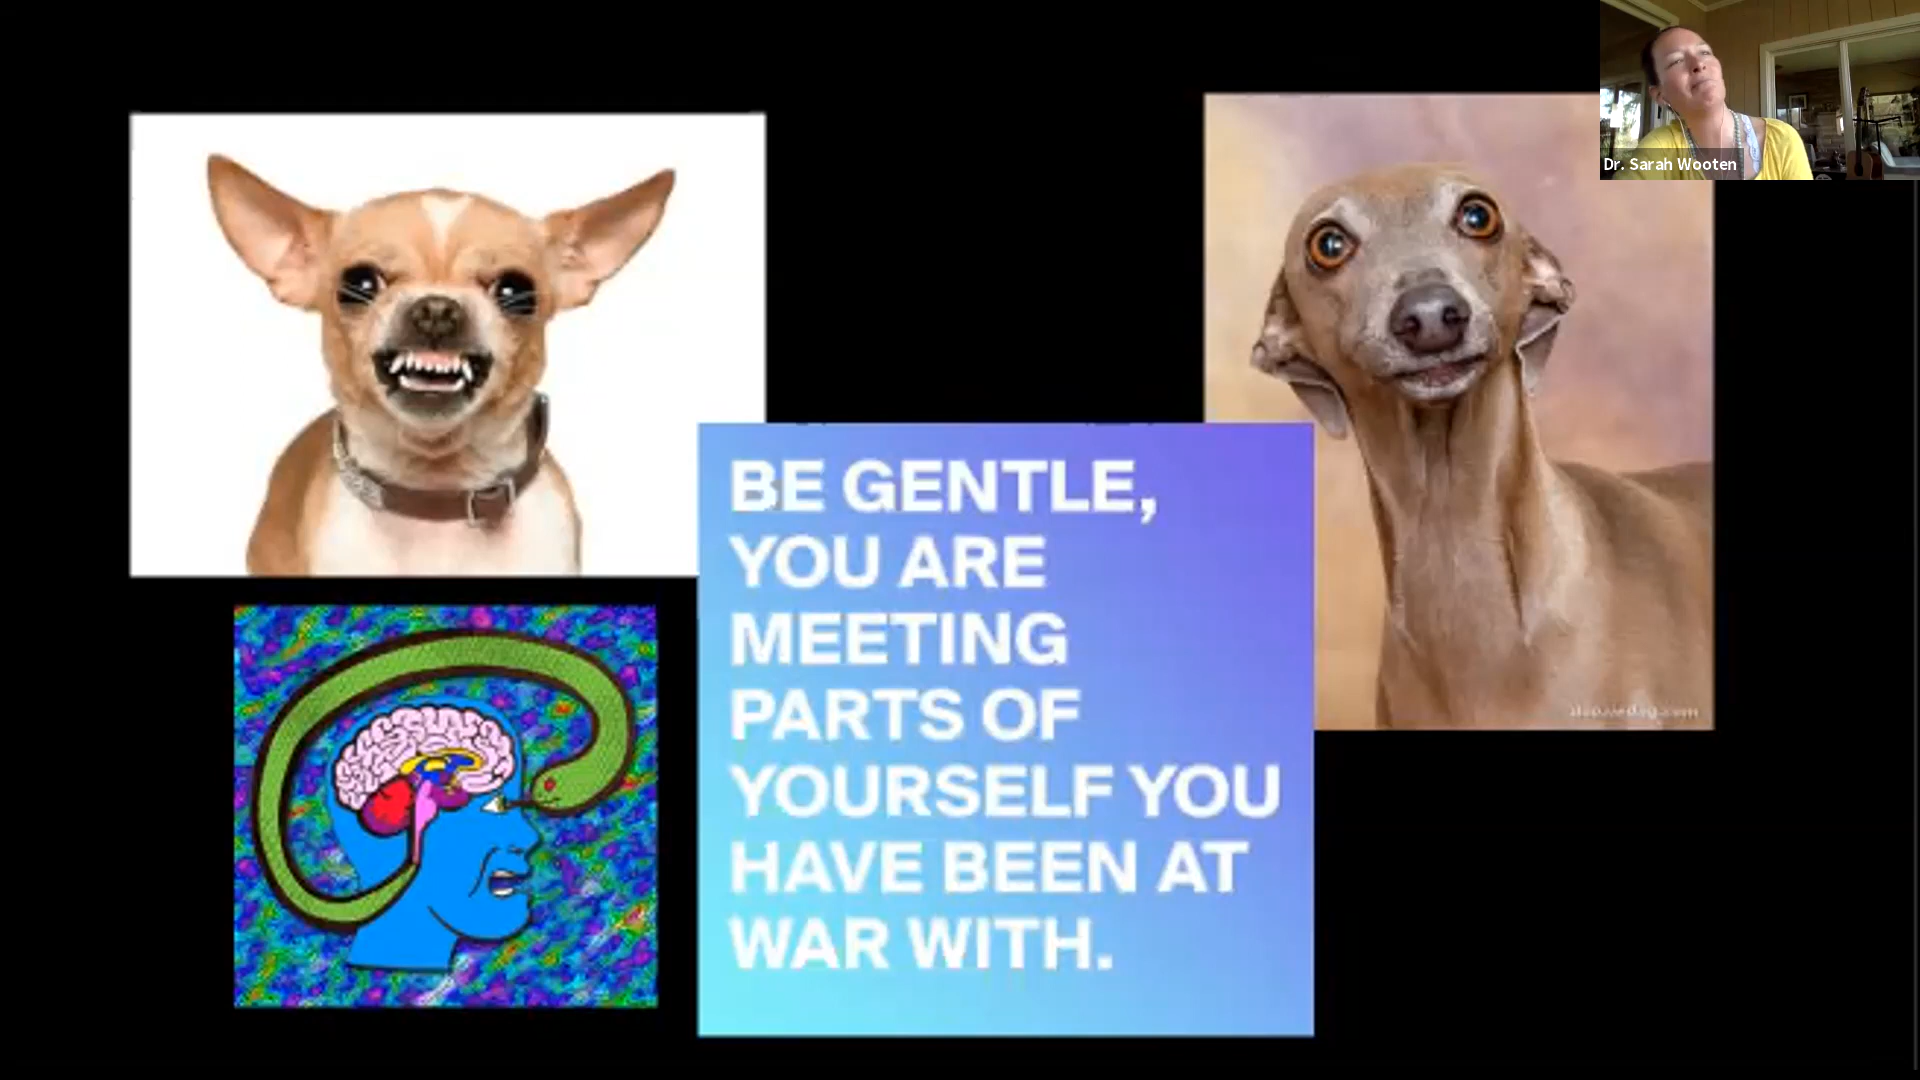 Dr. Sarah Wooten
BE GENTLE,
YOU ARE
MEETING
PARTS OF
YOURSELF YOU
HAVE BEEN AT
WAR WITH.